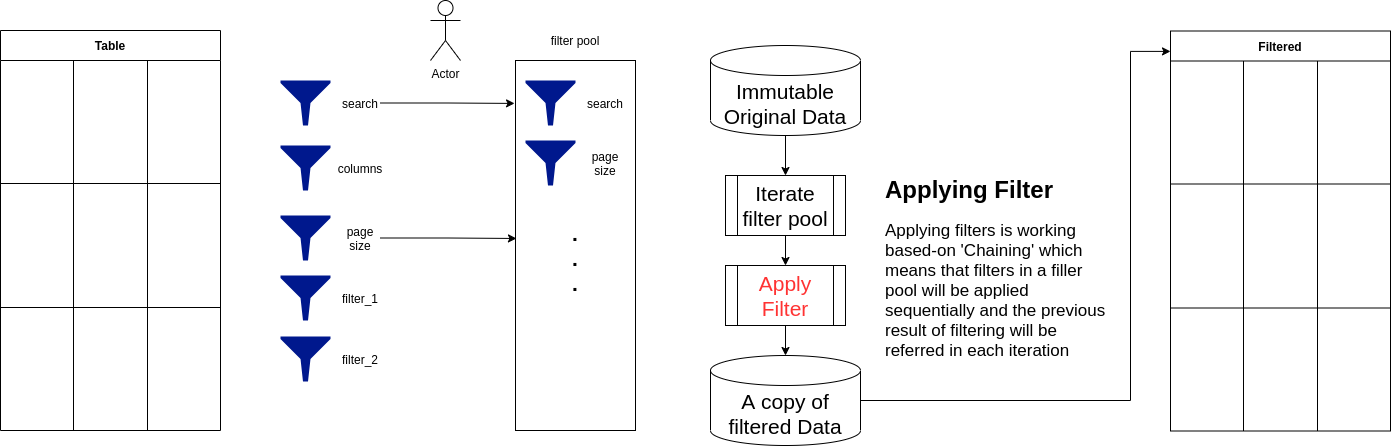 Table
Actor
search
columns
page
size
filter_1
filter_2
filter pool
search
page
size
.
.
.
Immutable
Original Data
Iterate
filter pool
Apply
Filter
A copy of
filtered Data
Applying Filter
Applying filters is working
based-on 'Chaining' which
means that filters in a filler
pool will be applied
sequentially and the previous
result of filtering will be
referred in each iteration
Filtered